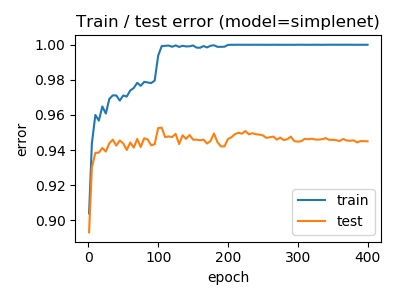 Train / test error (model=simplenet)
1.00
0.98
0.96
0.94
0.92
0.90
error
train
test
0
100
200
300
400
epoch